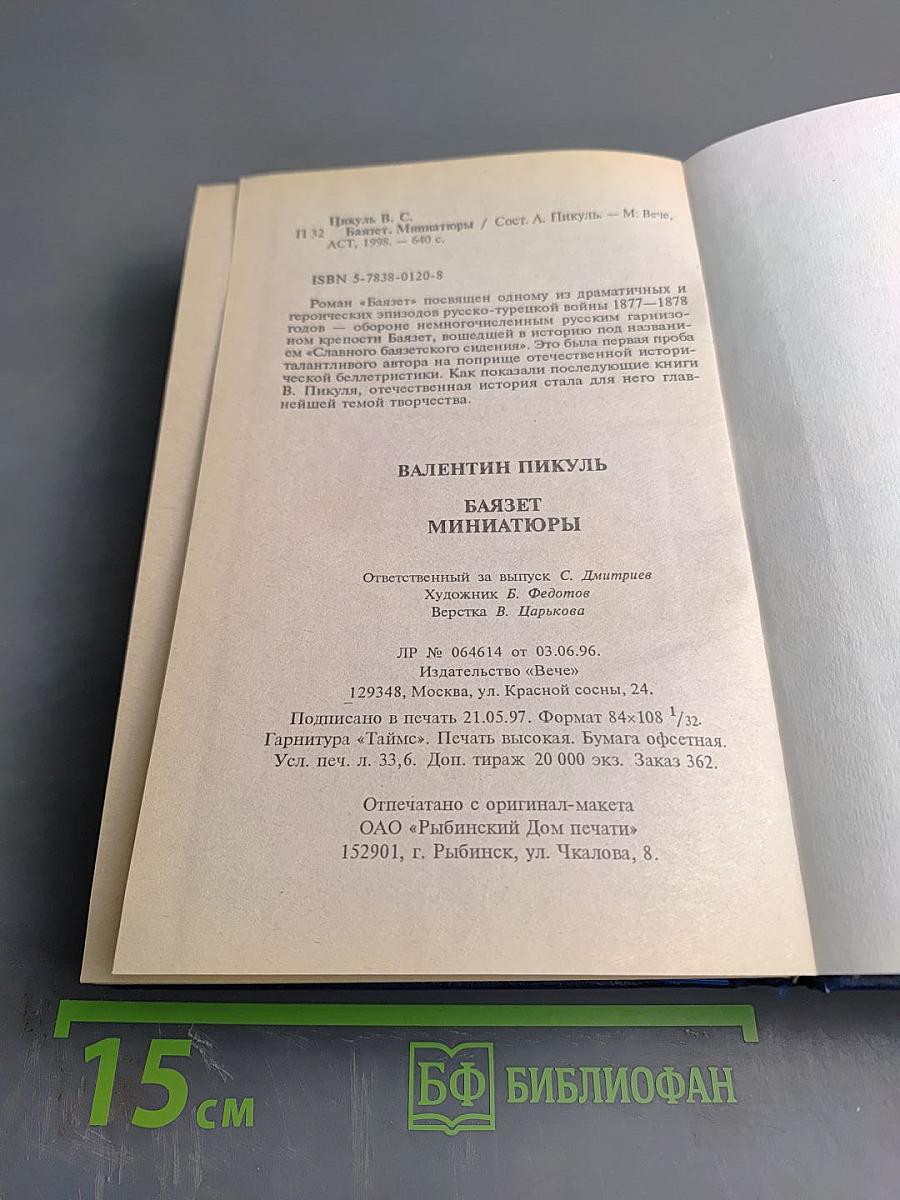 Пикуль В. С.
П 32 Баязет. Миниатюры / Сост. А. Пикуль. — М: Вече,
АСТ, 1998. — 640 с.
ISBN 5-7838-0120-8
Роман «Баязет» посвящен одному из драматичных и
героических эпизодов русско-турецкой войны 1877—1878
годов — обороне немногочисленным русским гарнизо-
ном крепости Баязет, вошедшей в историю под названи-
ем «Славного баязетского сидения». Это была первая проба
талантливого автора на поприще отечественной истори-
ческой беллетристики. Как показали последующие книги
В. Пикуля, отечественная история стала для него глав-
нейшей темой творчества.
ВАЛЕНТИН ПИКУЛЬ
БАЯЗЕТ
МИНИАТЮРЫ
Ответственный за выпуск С. Дмитриев
Художник Б. Федотов
Верстка В. Царькова
ЛР № 064614 от 03.06.96.
Издательство «Вече»
129348, Москва, ул. Красной сосны, 24.
Подписано в печать 21.05.97. Формат 84×108 1/32.
Гарнитура «Таймс». Печать высокая. Бумага офсетная.
Усл. печ. л. 33,6. Доп. тираж 20 000 экз. Заказ 362.
Отпечатано с оригинал-макета
ОАО «Рыбинский Дом печати»
152901, г. Рыбинск, ул. Чкалова, 8.
15 см
БФ БИБЛИОФАН